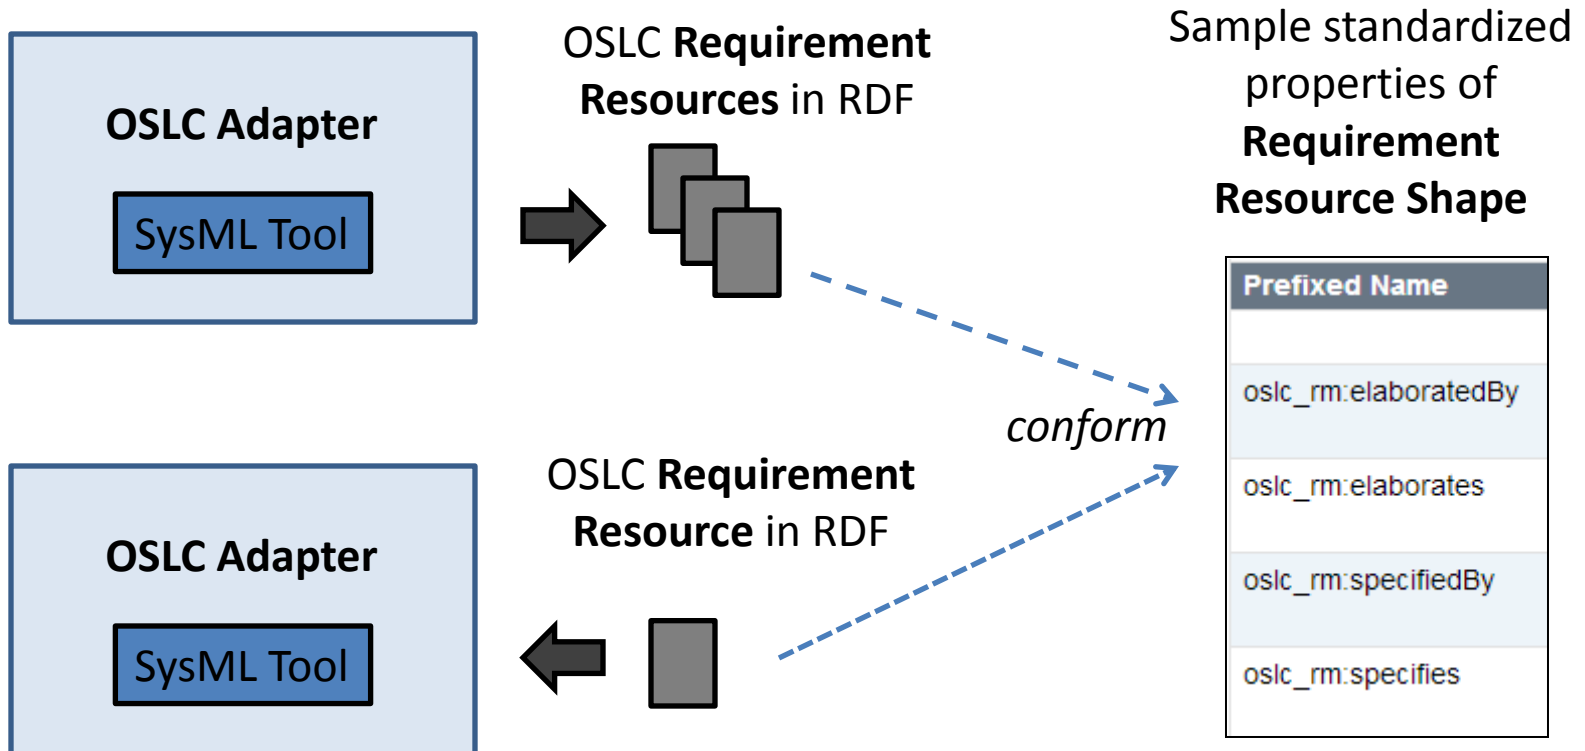 OSLC Adapter
SysML Tool
OSLC Requirement
Resources in RDF
Sample standardized
properties of
Requirement
Resource Shape
Prefixed Name
oslc_rm:elaboratedBy
oslc_rm:elaborates
oslc_rm:specifiedBy
oslc_rm:specifies
conform
OSLC Adapter
SysML Tool
OSLC Requirement
Resource in RDF